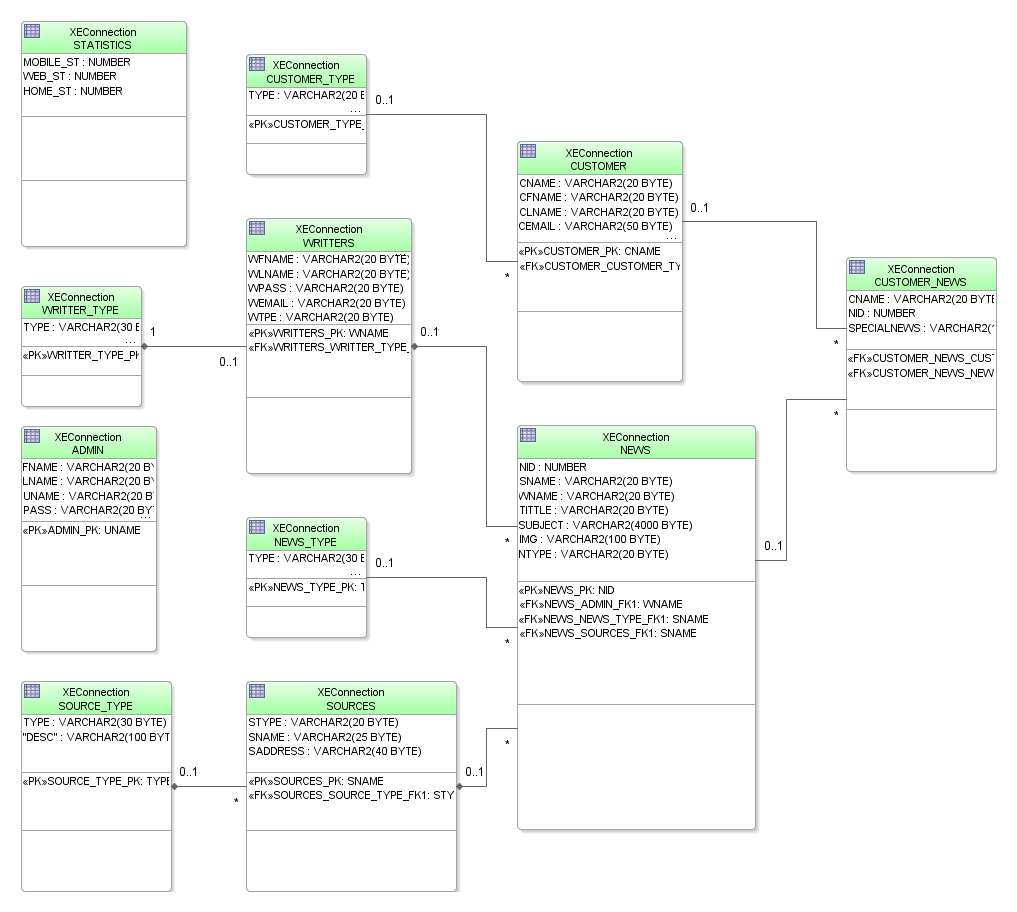 XEConnection
STATISTICS
MOBILE_ST : NUMBER
WEB_ST : NUMBER
HOME_ST : NUMBER
XEConnection
CUSTOMER_TYPE
TYPE : VARCHAR2(20 B
...
«PK»CUSTOMER_TYPE_
0..1
XEConnection
CUSTOMER
CNAME : VARCHAR2(20 BYTE)
CFNAME : VARCHAR2(20 BYTE)
CLNAME : VARCHAR2(20 BYTE)
CEMAIL : VARCHAR2(50 BYTE)
...
«PK»CUSTOMER_PK: CNAME
«FK»CUSTOMER_CUSTOMER_TY
*
0..1
XEConnection
WRITTERS
WFNAME : VARCHAR2(20 BYTE)
WLNAME : VARCHAR2(20 BYTE)
WPASS : VARCHAR2(20 BYTE)
WEMAIL : VARCHAR2(20 BYTE)
WTPE : VARCHAR2(20 BYTE)
«PK»WRITTERS_PK: WNAME
«FK»WRITTERS_WRITTER_TYPE_
0..1
XEConnection
CUSTOMER_NEWS
CNAME : VARCHAR2(20 BYTE
NID : NUMBER
SPECIALNEWS : VARCHAR2(1
«FK»CUSTOMER_NEWS_CUST
«FK»CUSTOMER_NEWS_NEW
*
*
XEConnection
WRITTER_TYPE
TYPE : VARCHAR2(30 B
...
«PK»WRITTER_TYPE_PK
1
0..1
XEConnection
ADMIN
FNAME : VARCHAR2(20 BY
LNAME : VARCHAR2(20 BY
UNAME : VARCHAR2(20 B
PASS : VARCHAR2(20 BY
...
«PK»ADMIN_PK: UNAME
XEConnection
NEWS
NID : NUMBER
SNAME : VARCHAR2(20 BYTE)
WNAME : VARCHAR2(20 BYTE)
TITTLE : VARCHAR2(20 BYTE)
SUBJECT : VARCHAR2(4000 BYTE)
IMG : VARCHAR2(100 BYTE)
NTYPE : VARCHAR2(20 BYTE)
«PK»NEWS_PK: NID
«FK»NEWS_ADMIN_FK1: WNAME
«FK»NEWS_NEWS_TYPE_FK1: SNAME
«FK»NEWS_SOURCES_FK1: SNAME
*
*
*
0..1
XEConnection
NEWS_TYPE
TYPE : VARCHAR2(30 B
...
«PK»NEWS_TYPE_PK: T
0..1
XEConnection
SOURCE_TYPE
TYPE : VARCHAR2(30 BYTE)
"DESC" : VARCHAR2(100 BYT
«PK»SOURCE_TYPE_PK: TYPE
0..1
*
XEConnection
SOURCES
STYPE : VARCHAR2(20 BYTE)
SNAME : VARCHAR2(25 BYTE)
SADDRESS : VARCHAR2(40 BYTE)
«PK»SOURCES_PK: SNAME
«FK»SOURCES_SOURCE_TYPE_FK1: STY
0..1